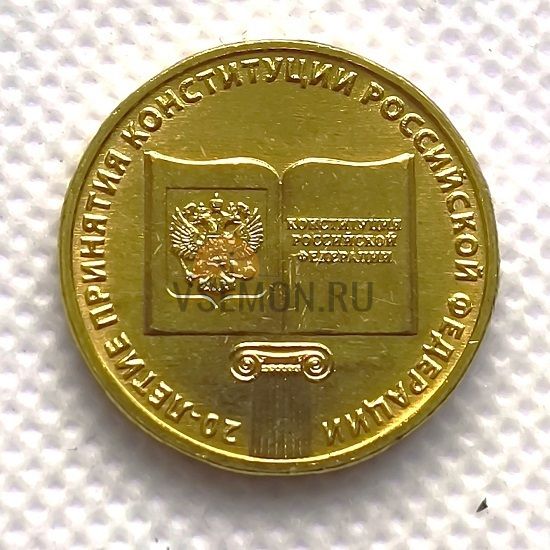 20-ЛЕТИЕ ПРИНЯТИЯ КОНСТИТУЦИИ РОССИЙСКОЙ ФЕДЕРАЦИИ
КОНСТИТУЦИЯ
РОССИЙСКОЙ
ФЕДЕРАЦИИ
VSEMON.RU